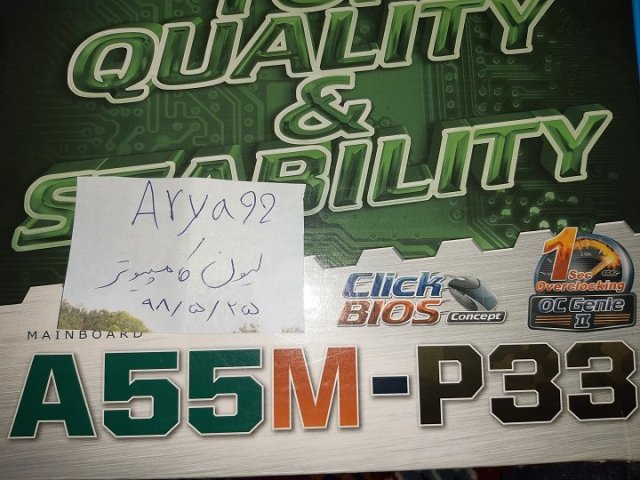 TOP
QUALITY
&
STABILITY
Arya92
لیون کامپیوتر
۹۸/۵/۲۵
Click
BIOS
Concept
1
Sec
Overclocking
OC Genie
II
MAINBOARD
A55M-P33